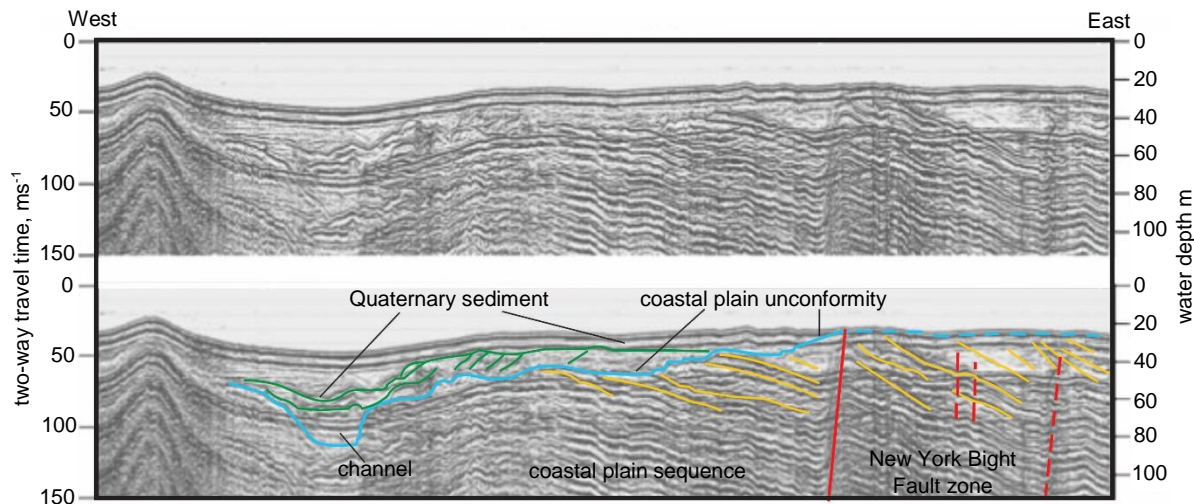 West
East
0
50
100
150
0
20
40
60
80
100
two-way travel time, ms-1
water depth m
0
50
100
150
0
20
40
60
80
100
Quaternary sediment
coastal plain unconformity
channel
coastal plain sequence
New York Bight
Fault zone